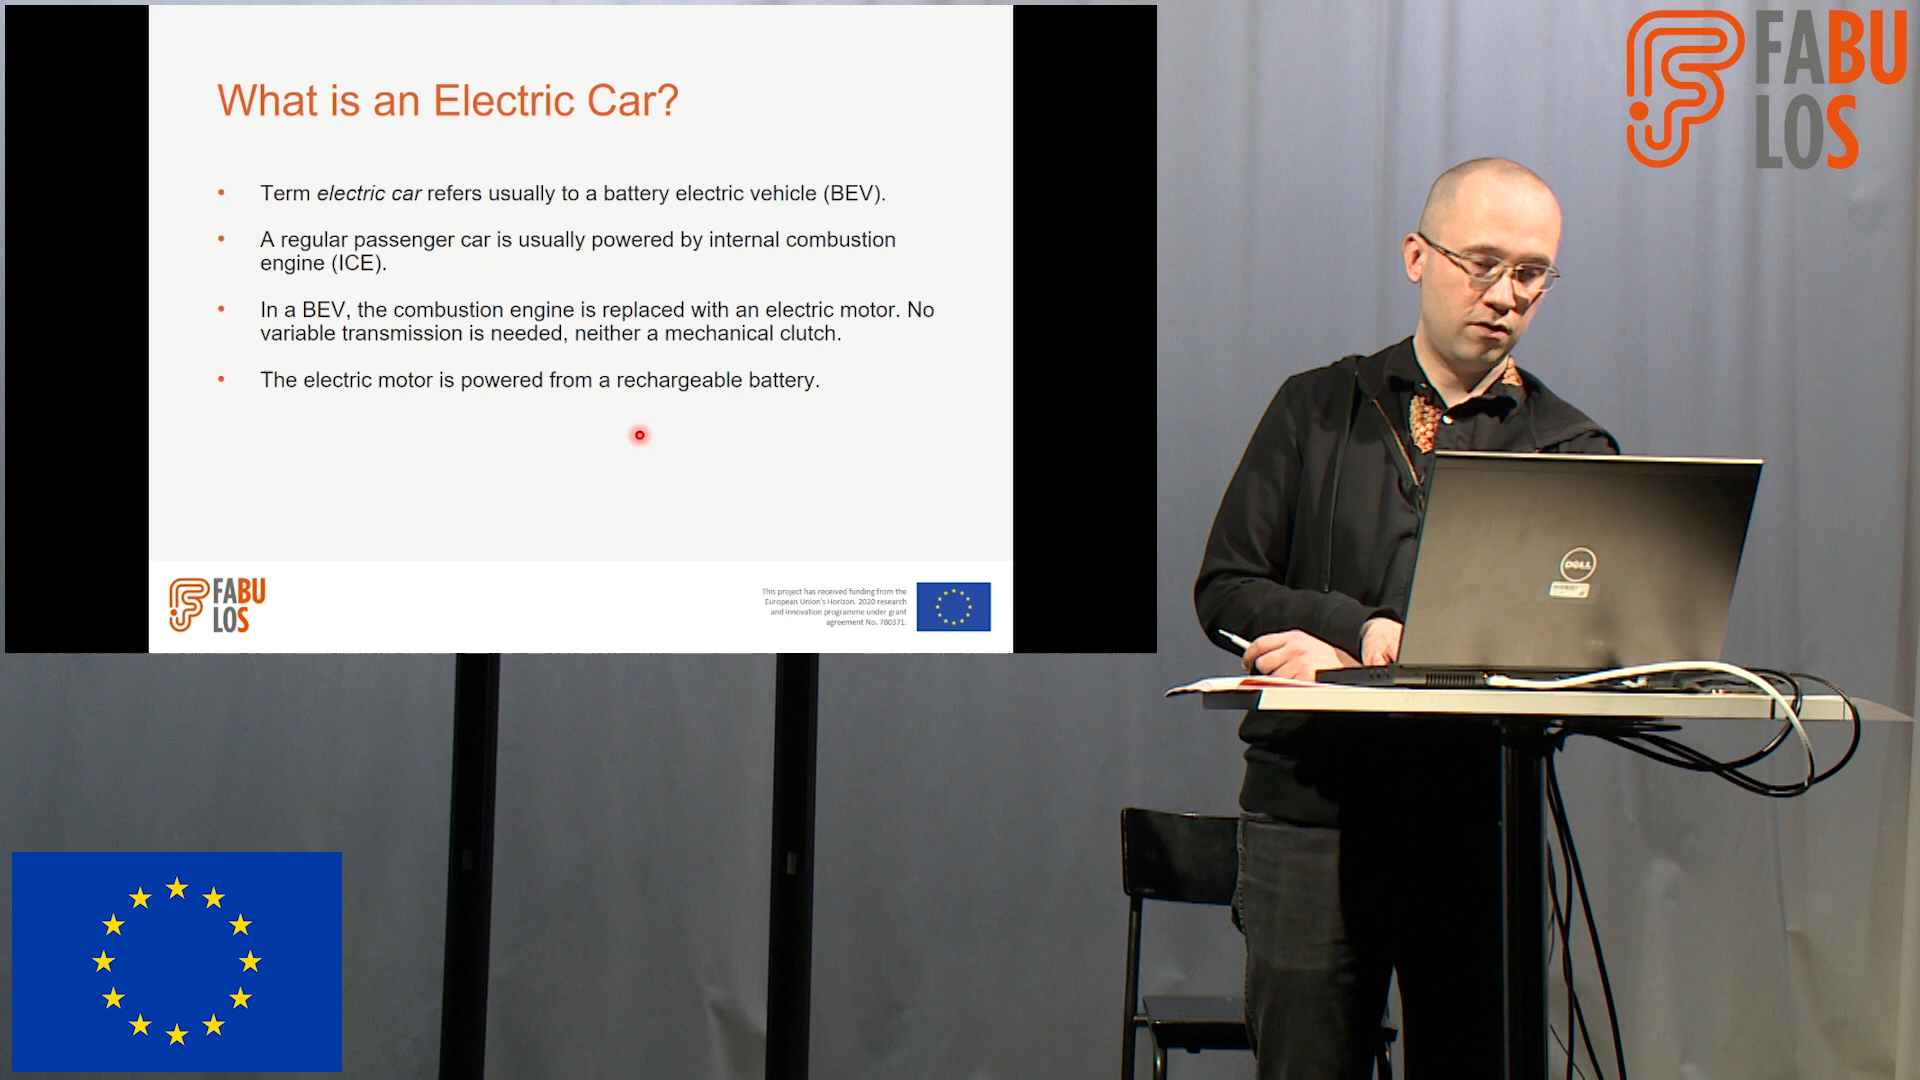 What is an Electric Car?
• Term electric car refers usually to a battery electric vehicle (BEV).
• A regular passenger car is usually powered by internal combustion
engine (ICE).
• In a BEV, the combustion engine is replaced with an electric motor. No
variable transmission is needed, neither a mechanical clutch.
• The electric motor is powered from a rechargeable battery.
FABU
LOS
This project has received funding from the
European Union's Horizon. 2020 research
and innovation programme under grant
agreement No. 780371.
FABU
LOS
DELL